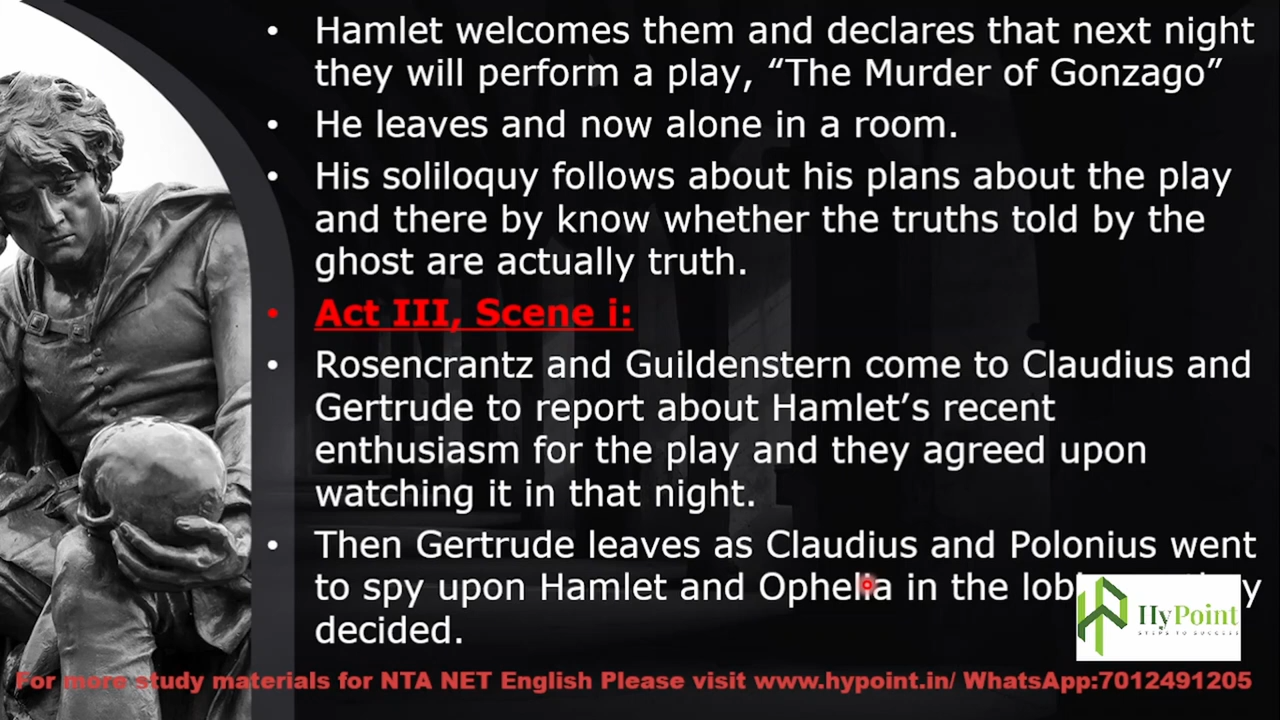 • Hamlet welcomes them and declares that next night
they will perform a play, “The Murder of Gonzago”
• He leaves and now alone in a room.
• His soliloquy follows about his plans about the play
and there by know whether the truths told by the
ghost are actually truth.
• Act III, Scene i:
• Rosencrantz and Guildenstern come to Claudius and
Gertrude to report about Hamlet’s recent
enthusiasm for the play and they agreed upon
watching it in that night.
• Then Gertrude leaves as Claudius and Polonius went
to spy upon Hamlet and Ophelia in the
decided.
HyPoint
STEPS TO SUCCESS
For more study materials for NTA NET English Please visit www.hypoint.in/ WhatsApp:7012491205